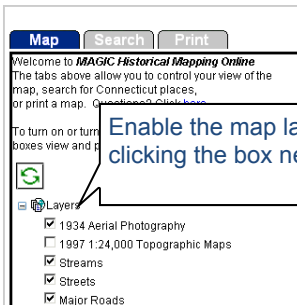 Map Search Print
Welcome to MAGIC Historical Mapping Online
The tabs above allow you to control your view of the
map, search for Connecticut places,
or print a map. Questions? Click here
To turn on or turn
boxes view and p
Enable the map la
clicking the box ne
Layers
1934 Aerial Photography
1997 1:24,000 Topographic Maps
Streams
Streets
Major Roads